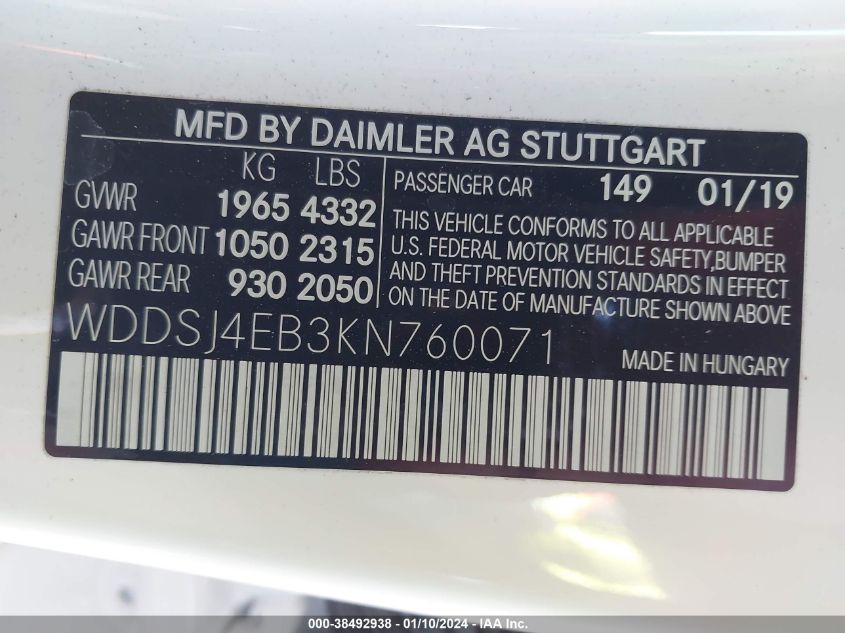 MFD BY DAIMLER AG STUTTGART
KG LBS
GVWR 1965 4332
GAWR FRONT 1050 2315
GAWR REAR 930 2050
PASSENGER CAR 149 01/19
THIS VEHICLE CONFORMS TO ALL APPLICABLE
U.S. FEDERAL MOTOR VEHICLE SAFETY,BUMPER
AND THEFT PREVENTION STANDARDS IN EFFECT
ON THE DATE OF MANUFACTURE SHOWN ABOVE
WDDSJ4EB3KN760071
MADE IN HUNGARY
000-38492938 - 01/10/2024 - IAA Inc.